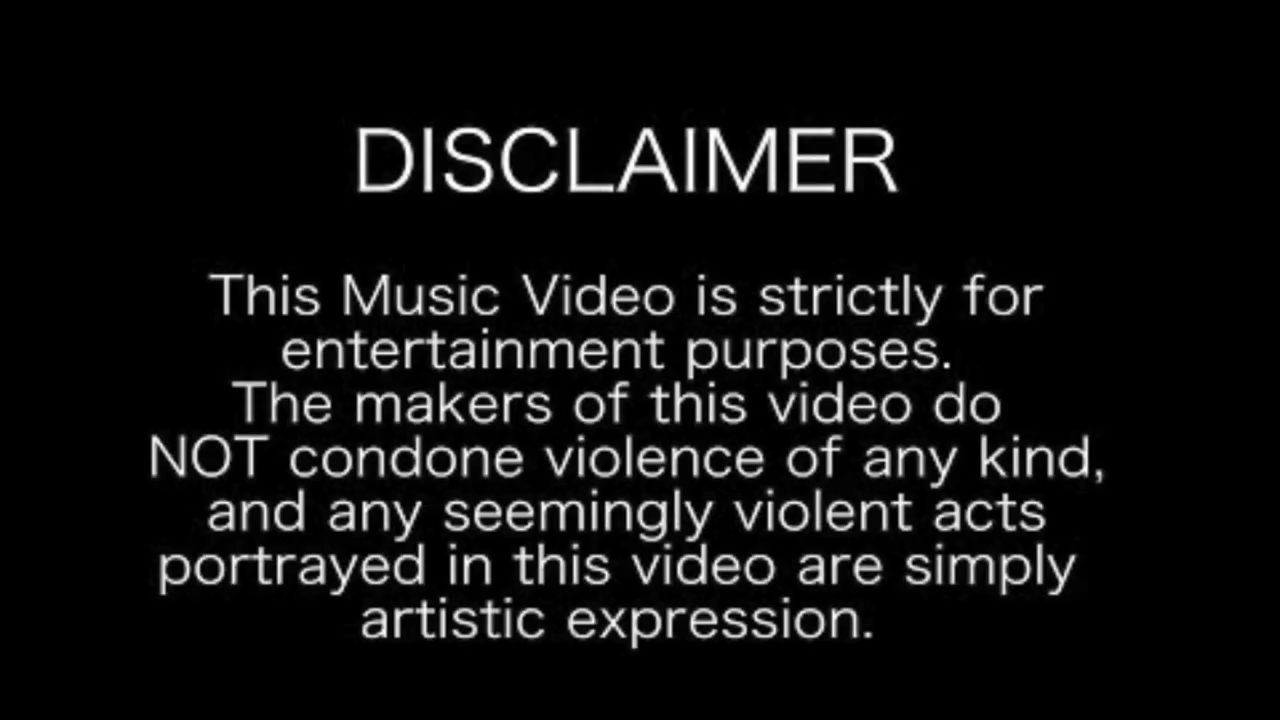 DISCLAIMER
This Music Video is strictly for
entertainment purposes.
The makers of this video do
NOT condone violence of any kind,
and any seemingly violent acts
portrayed in this video are simply
artistic expression.